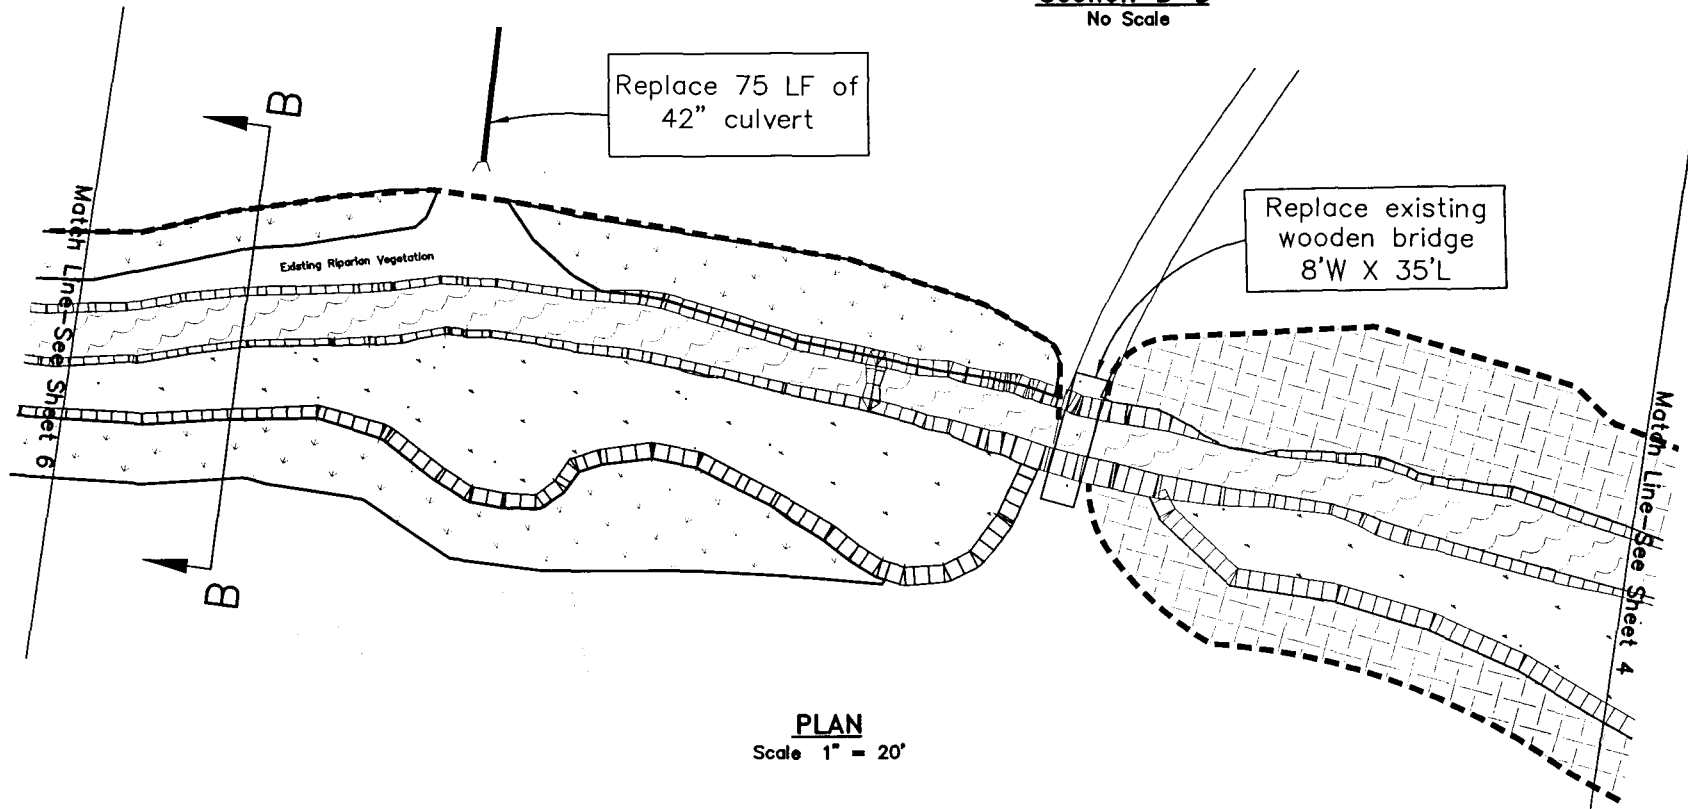 No Scale
B
Replace 75 LF of
42" culvert
Match Line-See Sheet 6
Replace existing
wooden bridge
8'W X 35'L
Existing Riparian Vegetation
Match Line-See Sheet 4
B
PLAN
Scale 1" = 20'